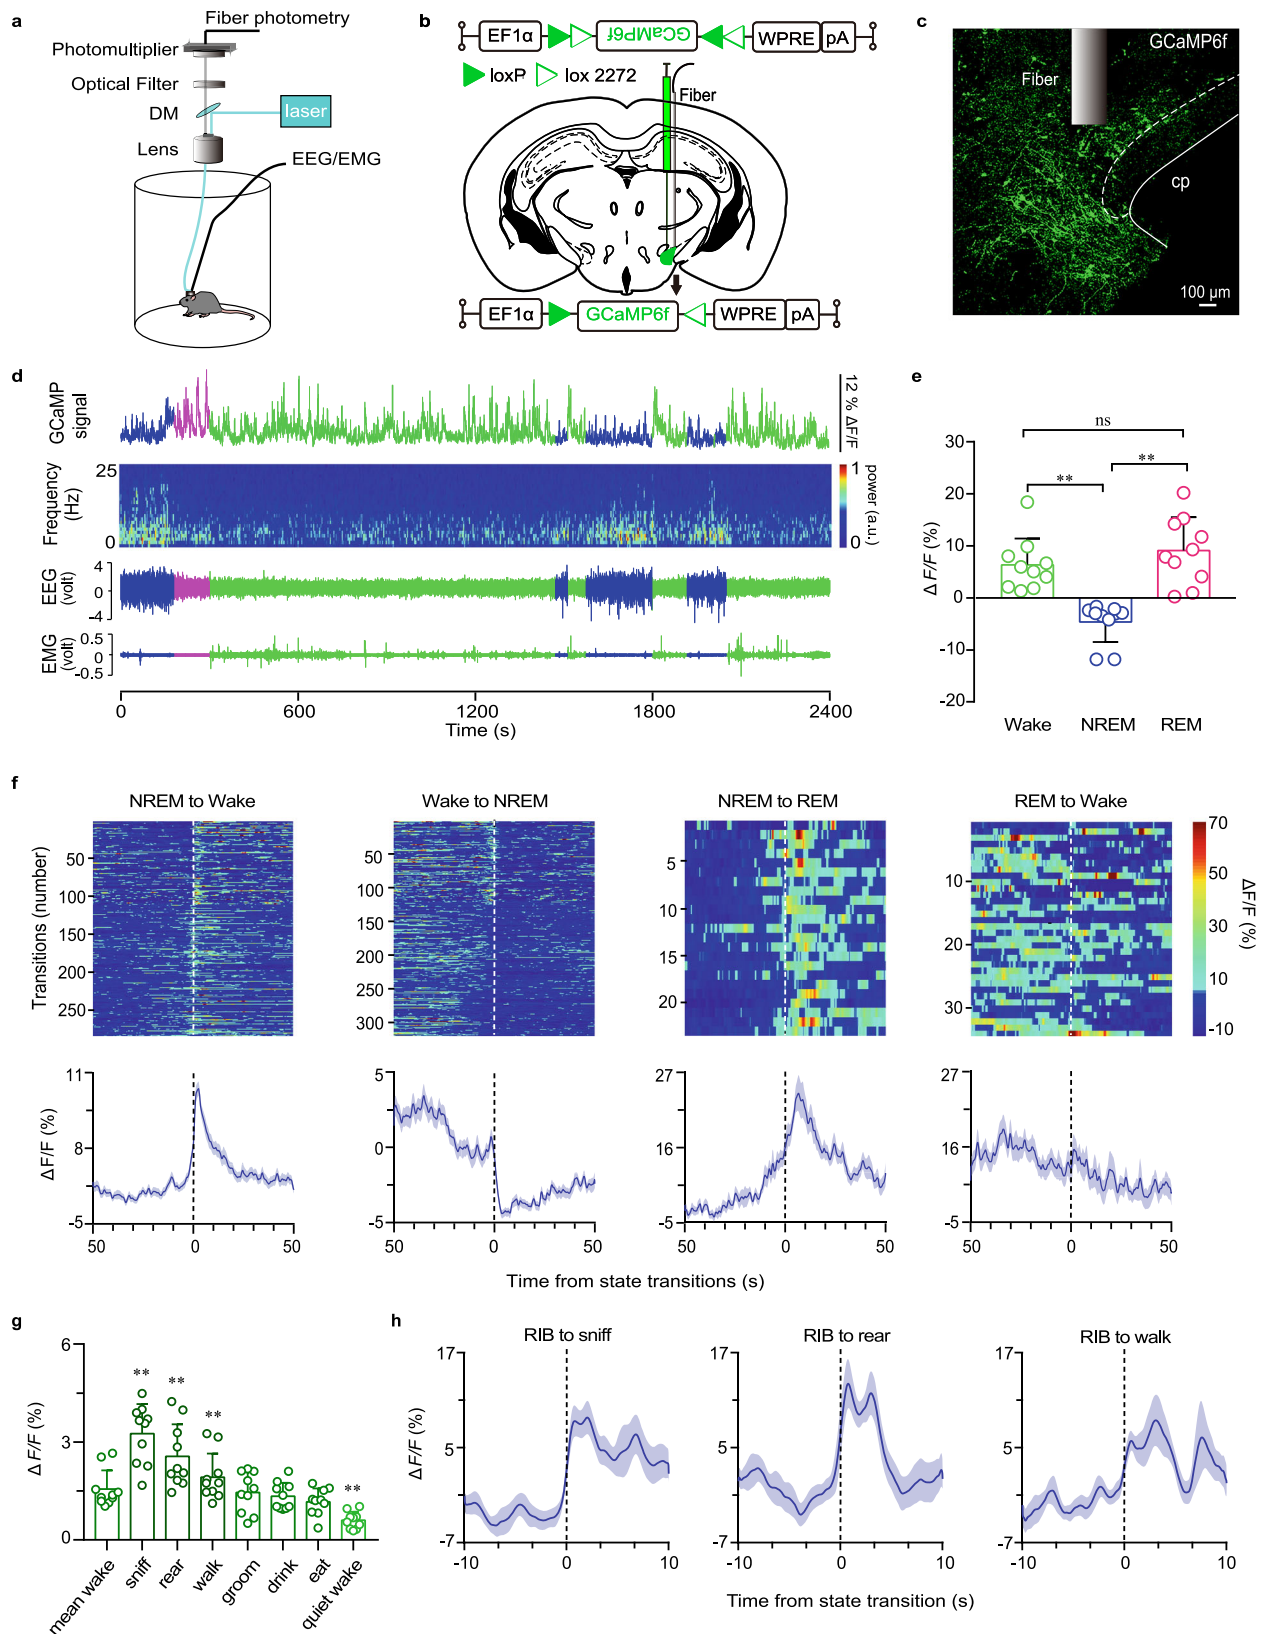 a
Fiber photometry
Photomultiplier
Optical Filter
DM
laser
Lens
EEG/EMG
b
EF1α
GCaMP6f
WPRE
pA
loxP
lox 2272
Fiber
EF1α
GCaMP6f
WPRE
pA
c
GCaMP6f
Fiber
cp
100 μm
d
GCaMP
signal
12 % ΔF/F
Frequency
(Hz)
25
0
1
0
power (a.u.)
EEG
(volt)
4
0
-4
EMG
(volt)
0.5
0
-0.5
0
600
1200
1800
2400
Time (s)
e
Δ F/F (%)
30
20
10
0
-10
-20
ns
**
**
Wake
NREM
REM
f
NREM to Wake
Wake to NREM
NREM to REM
REM to Wake
Transitions (number)
50
100
150
200
250
50
100
150
200
250
300
5
10
15
20
10
20
30
70
50
30
10
-10
ΔF/F (%)
ΔF/F (%)
11
8
-5
50
0
50
5
0
-5
50
0
50
27
16
-5
50
0
50
27
16
-5
50
0
50
Time from state transitions (s)
g
Δ F/F (%)
6
3
0
**
**
**
**
mean wake
sniff
rear
walk
groom
drink
eat
quiet wake
h
RIB to sniff
RIB to rear
RIB to walk
Δ F/F (%)
17
5
-7
-10
0
10
17
5
-7
-10
0
10
17
5
-7
-10
0
10
Time from state transition (s)